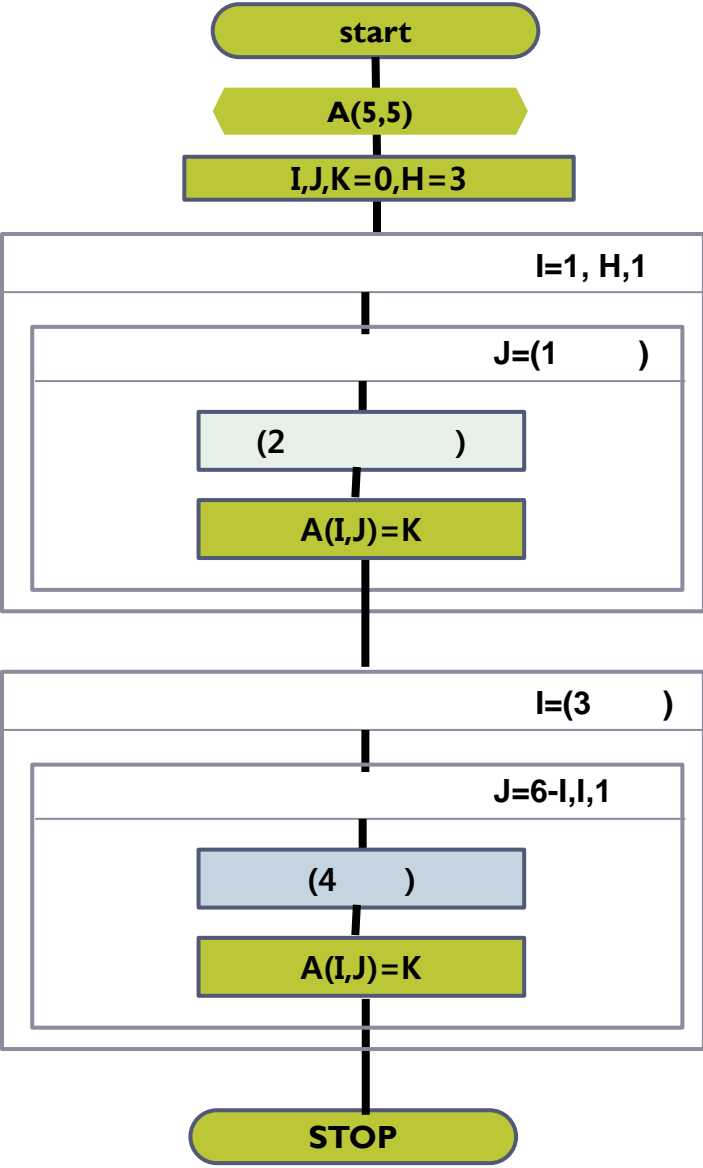 start
A(5,5)
I,J,K=0,H=3
I=1, H,1
J=(1 )
(2 )
A(I,J)=K
I=(3 )
J=6-I,I,1
(4 )
A(I,J)=K
STOP